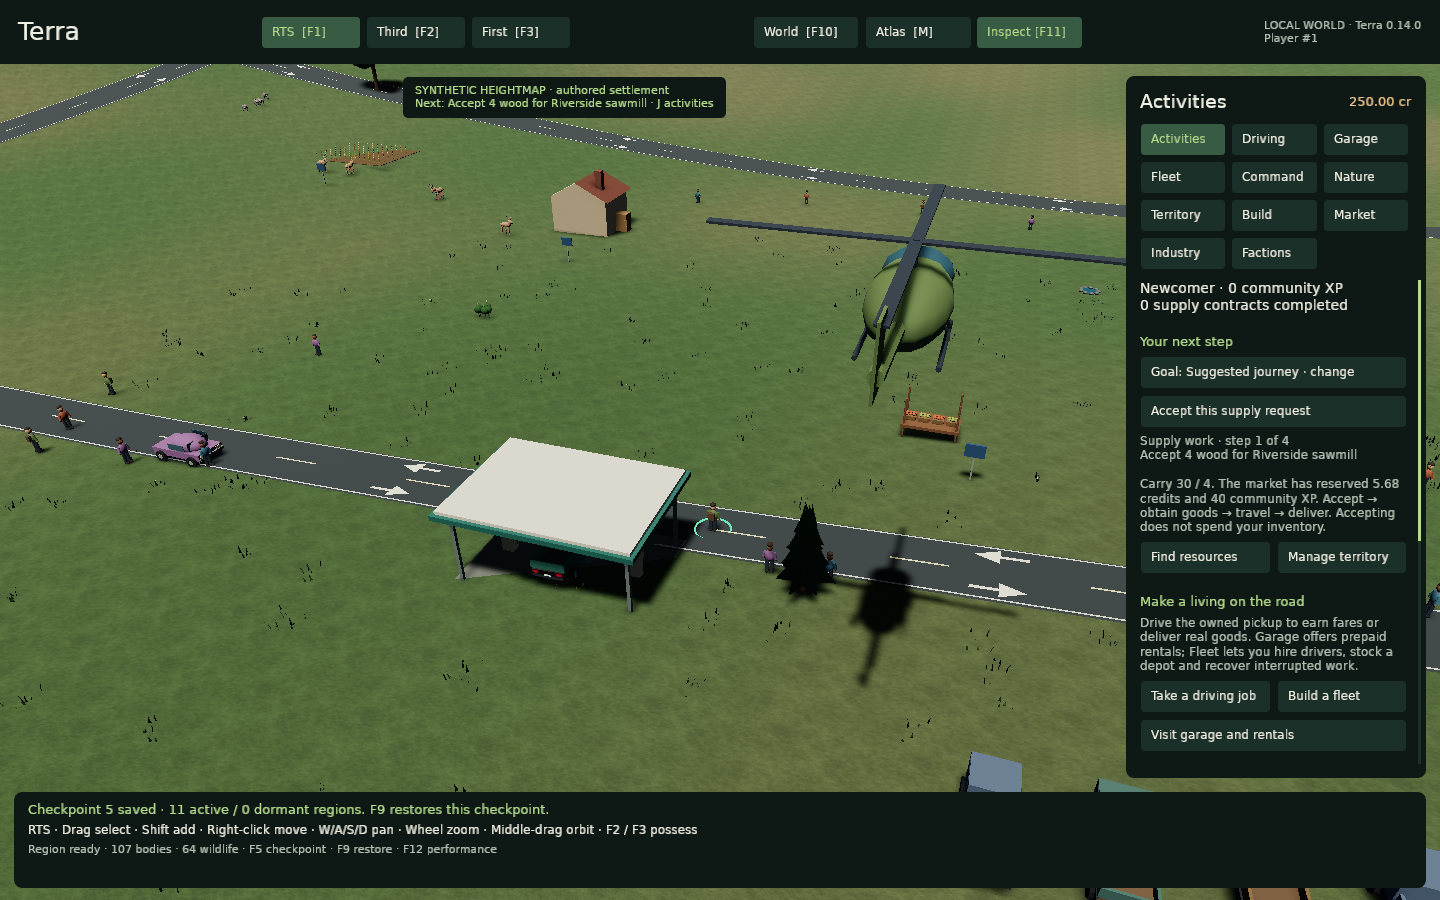 Terra
RTS [F1]
Third [F2]
First [F3]
World [F10]
Atlas [M]
Inspect [F11]
LOCAL WORLD · Terra 0.14.0
Player #1
SYNTHETIC HEIGHTMAP · authored settlement
Next: Accept 4 wood for Riverside sawmill · J activities
Activities
250.00 cr
Activities
Driving
Garage
Fleet
Command
Nature
Territory
Build
Market
Industry
Factions
Newcomer · 0 community XP
0 supply contracts completed
Your next step
Goal: Suggested journey · change
Accept this supply request
Supply work · step 1 of 4
Accept 4 wood for Riverside sawmill
Carry 30 / 4. The market has reserved 5.68
credits and 40 community XP. Accept →
obtain goods → travel → deliver. Accepting
does not spend your inventory.
Find resources
Manage territory
Make a living on the road
Drive the owned pickup to earn fares or
deliver real goods. Garage offers prepaid
rentals; Fleet lets you hire drivers, stock a
depot and recover interrupted work.
Take a driving job
Build a fleet
Visit garage and rentals
Checkpoint 5 saved · 11 active / 0 dormant regions. F9 restores this checkpoint.
RTS · Drag select · Shift add · Right-click move · W/A/S/D pan · Wheel zoom · Middle-drag orbit · F2 / F3 possess
Region ready · 107 bodies · 64 wildlife · F5 checkpoint · F9 restore · F12 performance